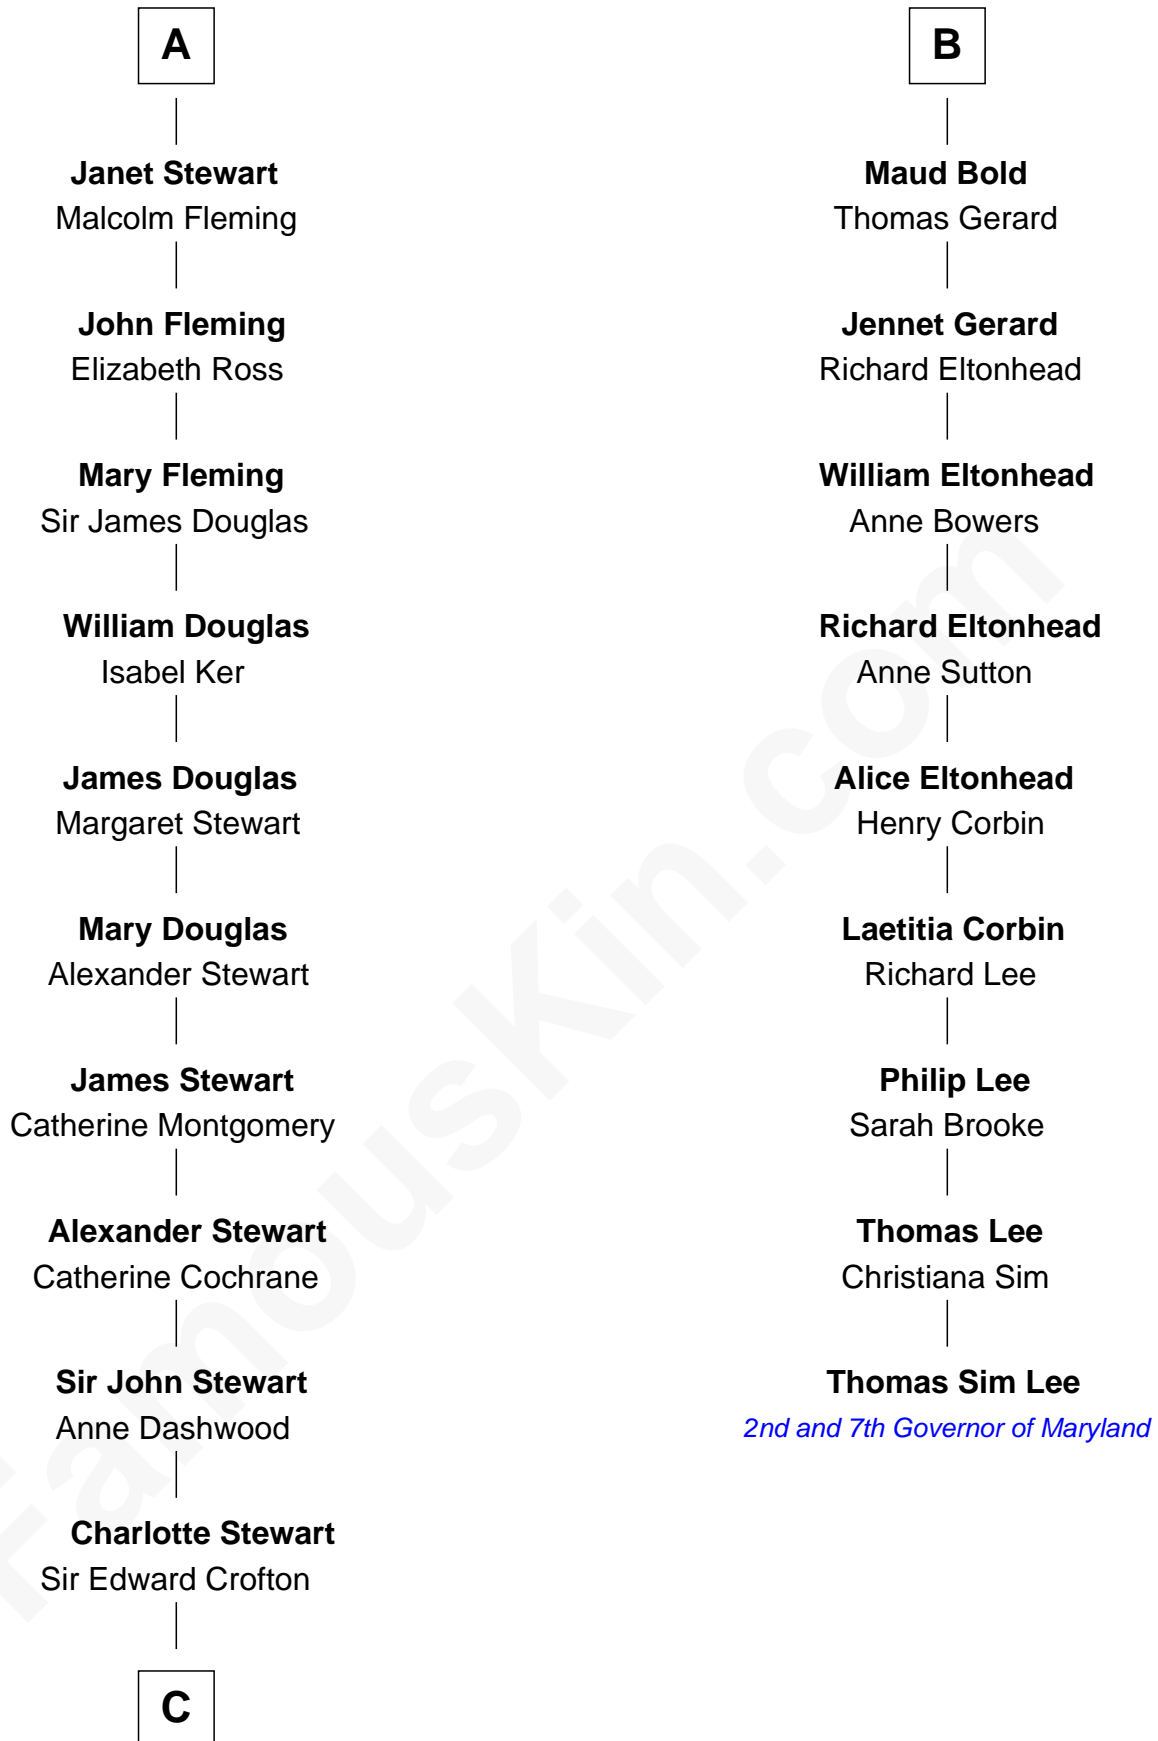 A
Janet Stewart
Malcolm Fleming
John Fleming
Elizabeth Ross
Mary Fleming
Sir James Douglas
William Douglas
Isabel Ker
James Douglas
Margaret Stewart
Mary Douglas
Alexander Stewart
James Stewart
Catherine Montgomery
Alexander Stewart
Catherine Cochrane
Sir John Stewart
Anne Dashwood
Charlotte Stewart
Sir Edward Crofton
C
B
Maud Bold
Thomas Gerard
Jennet Gerard
Richard Eltonhead
William Eltonhead
Anne Bowers
Richard Eltonhead
Anne Sutton
Alice Eltonhead
Henry Corbin
Laetitia Corbin
Richard Lee
Philip Lee
Sarah Brooke
Thomas Lee
Christiana Sim
Thomas Sim Lee
2nd and 7th Governor of Maryland
FamousKin.com